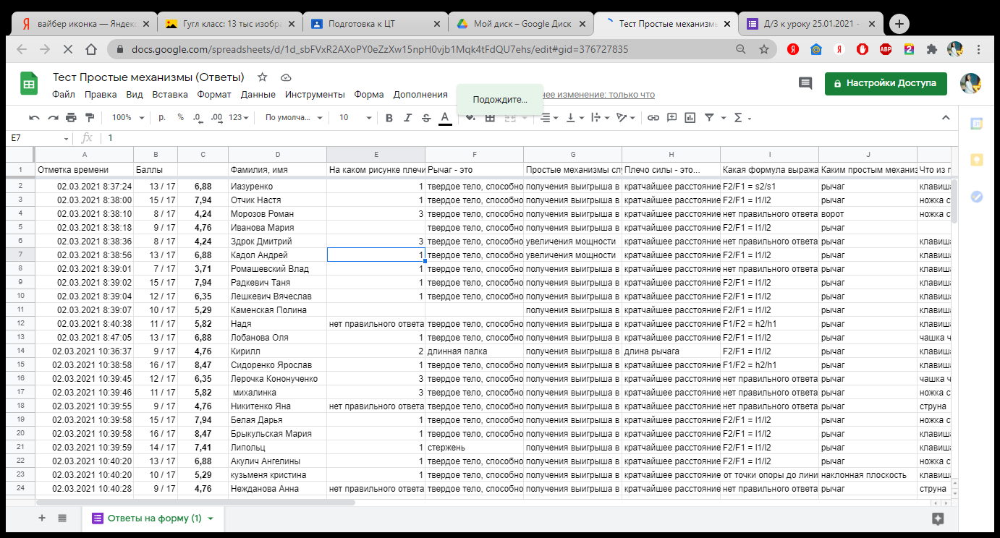 вайбер иконка — Яндекс
Гугл класс: 13 тыс изобра
Подготовка к ЦТ
Мой диск – Google Диск
Тест Простые механизмы
Д/З к уроку 25.01.2021 -
docs.google.com/spreadsheets/d/1d_sbFVxR2AXoPY0eZzXw15npH0vjb1Mqk4tFdQU7ehs/edit#gid=376727835
Тест Простые механизмы (Ответы)
Файл Правка Вид Вставка Формат Данные Инструменты Форма Дополнения
Подождите...
нее изменение: только что
Настройки Доступа
100% р. % .0 .00 123 По умолча... 10
E7 fx 1
A B C D E F G H I J
1 Отметка времени Баллы Фамилия, имя На каком рисунке плечи Рычаг - это Простые механизмы слу Плечо силы - это... Какая формула выража Каким простым механиз Что из п
2 02.03.2021 8:37:24 13 / 17 6,88 Иазуренко 1 твердое тело, способно получения выигрыша в кратчайшее расстояние F2/F1 = s2/s1 рычаг клавиша
3 02.03.2021 8:38:00 15 / 17 7,94 Отчик Настя 1 твердое тело, способно получения выигрыша в кратчайшее расстояние F2/F1 = l1/l2 рычаг ножка с
4 02.03.2021 8:38:10 8 / 17 4,24 Морозов Роман 3 твердое тело, способно получения выигрыша в кратчайшее расстояние нет правильного ответа ворот ножка с
5 02.03.2021 8:38:18 9 / 17 4,76 Иванова Мария твердое тело, способно получения выигрыша в кратчайшее расстояние F2/F1 = l1/l2 рычаг
6 02.03.2021 8:38:36 8 / 17 4,24 Здрок Дмитрий 3 твердое тело, способно увеличения мощности кратчайшее расстояние нет правильного ответа рычаг клавиша
7 02.03.2021 8:38:56 13 / 17 6,88 Кадол Андрей 1 твердое тело, способно увеличения мощности кратчайшее расстояние F2/F1 = l1/l2 рычаг клавиша
8 02.03.2021 8:39:01 7 / 17 3,71 Ромашевский Влад 1 твердое тело, способно получения выигрыша в кратчайшее расстояние нет правильного ответа рычаг клавиша
9 02.03.2021 8:39:02 15 / 17 7,94 Радкевич Таня 1 твердое тело, способно получения выигрыша в кратчайшее расстояние F2/F1 = l1/l2 рычаг клавиша
10 02.03.2021 8:39:04 12 / 17 6,35 Лешкевич Вячеслав 1 твердое тело, способно получения выигрыша в кратчайшее расстояние F2/F1 = l1/l2 рычаг клавиша
11 02.03.2021 8:39:07 10 / 17 5,29 Каменская Полина получения выигрыша в кратчайшее расстояние F2/F1 = l1/l2 рычаг клавиша
12 02.03.2021 8:40:38 11 / 17 5,82 Надя нет правильного ответа твердое тело, способно получения выигрыша в кратчайшее расстояние F1/F2 = h2/h1 рычаг клавиша
13 02.03.2021 8:47:05 13 / 17 6,88 Лобанова Оля 1 твердое тело, способно получения выигрыша в кратчайшее расстояние F2/F1 = l1/l2 рычаг чашка ч
14 02.03.2021 10:36:37 9 / 17 4,76 Кирилл 2 длинная палка получения выигрыша в длина рычага F2/F1 = l1/l2 рычаг клавиша
15 02.03.2021 10:38:58 16 / 17 8,47 Сидоренко Ярослав 1 твердое тело, способно получения выигрыша в кратчайшее расстояние F1/F2 = h2/h1 рычаг клавиша
16 02.03.2021 10:39:45 12 / 17 6,35 Лерочка Кононученко 3 твердое тело, способно получения выигрыша в кратчайшее расстояние нет правильного ответа рычаг чашка ч
17 02.03.2021 10:39:46 11 / 17 5,82 михалинка 3 твердое тело, способно получения выигрыша в кратчайшее расстояние нет правильного ответа рычаг ножка с
18 02.03.2021 10:39:55 9 / 17 4,76 Никитенко Яна нет правильного ответа твердое тело, способно получения выигрыша в кратчайшее расстояние нет правильного ответа рычаг струна
19 02.03.2021 10:39:58 15 / 17 7,94 Белая Дарья 1 твердое тело, способно получения выигрыша в кратчайшее расстояние F2/F1 = l1/l2 рычаг ножка с
20 02.03.2021 10:39:58 16 / 17 8,47 Брыкульская Мария 1 твердое тело, способно получения выигрыша в кратчайшее расстояние F2/F1 = l1/l2 рычаг клавиша
21 02.03.2021 10:39:59 14 / 17 7,41 Липольц 1 стержень получения выигрыша в кратчайшее расстояние F2/F1 = l1/l2 рычаг клавиша
22 02.03.2021 10:40:20 13 / 17 6,88 Акулич Ангелины 1 твердое тело, способно получения выигрыша в кратчайшее расстояние F2/F1 = l1/l2 рычаг ножка с
23 02.03.2021 10:40:20 10 / 17 5,29 кузьменя кристина 1 твердое тело, способно получения выигрыша в кратчайшее расстояние от точки опоры до лини наклонная плоскость клавиша
24 02.03.2021 10:40:28 9 / 17 4,76 Нежданова Анна нет правильного ответа твердое тело, способно получения выигрыша в кратчайшее расстояние нет правильного ответа рычаг струна
Ответы на форму (1)